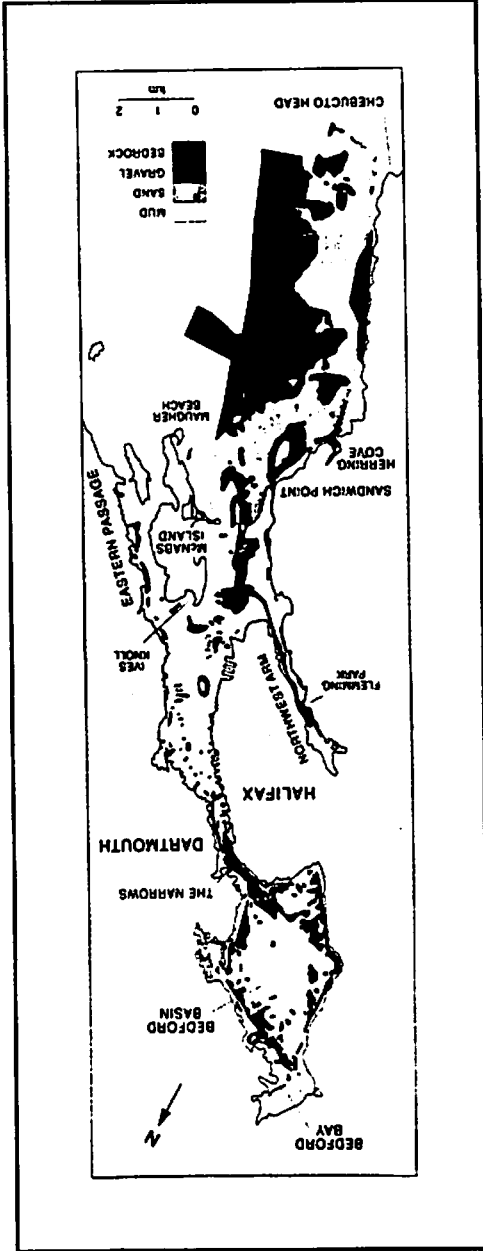 BEDFORD
BAY
N
BEDFORD
BASIN
THE NARROWS
DARTMOUTH
HALIFAX
FLEMMING
PARK
NORTHWEST ARM
IVES
KNOLL
EASTERN PASSAGE
McNABS
ISLAND
SANDWICH POINT
HERRING
COVE
MAUGHER
BEACH
MUD
SAND
GRAVEL
BEDROCK
0 1 2
km
CHEBUCTO HEAD